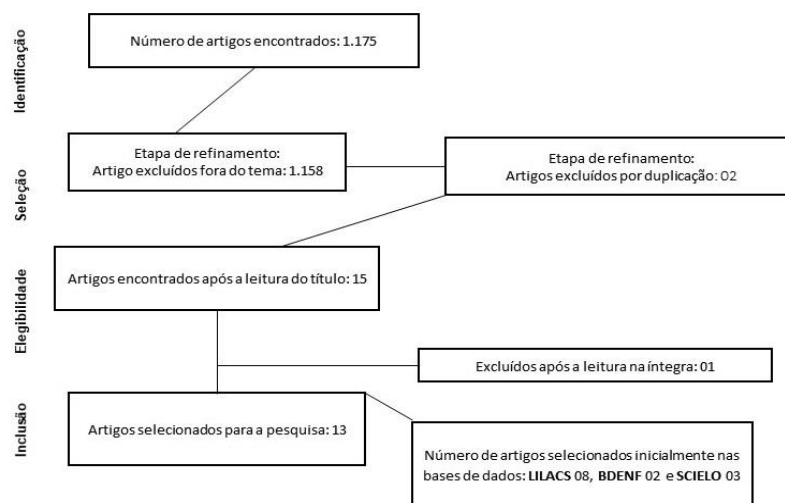 Identificação
Número de artigos encontrados: 1.175
Seleção
Etapa de refinamento:
Artigo excluídos fora do tema: 1.158
Etapa de refinamento:
Artigos excluídos por duplicação: 02
Elegibilidade
Artigos encontrados após a leitura do título: 15
Excluídos após a leitura na íntegra: 01
Inclusão
Artigos selecionados para a pesquisa: 13
Número de artigos selecionados inicialmente nas
bases de dados: LILACS 08, BDENF 02 e SCIELO 03